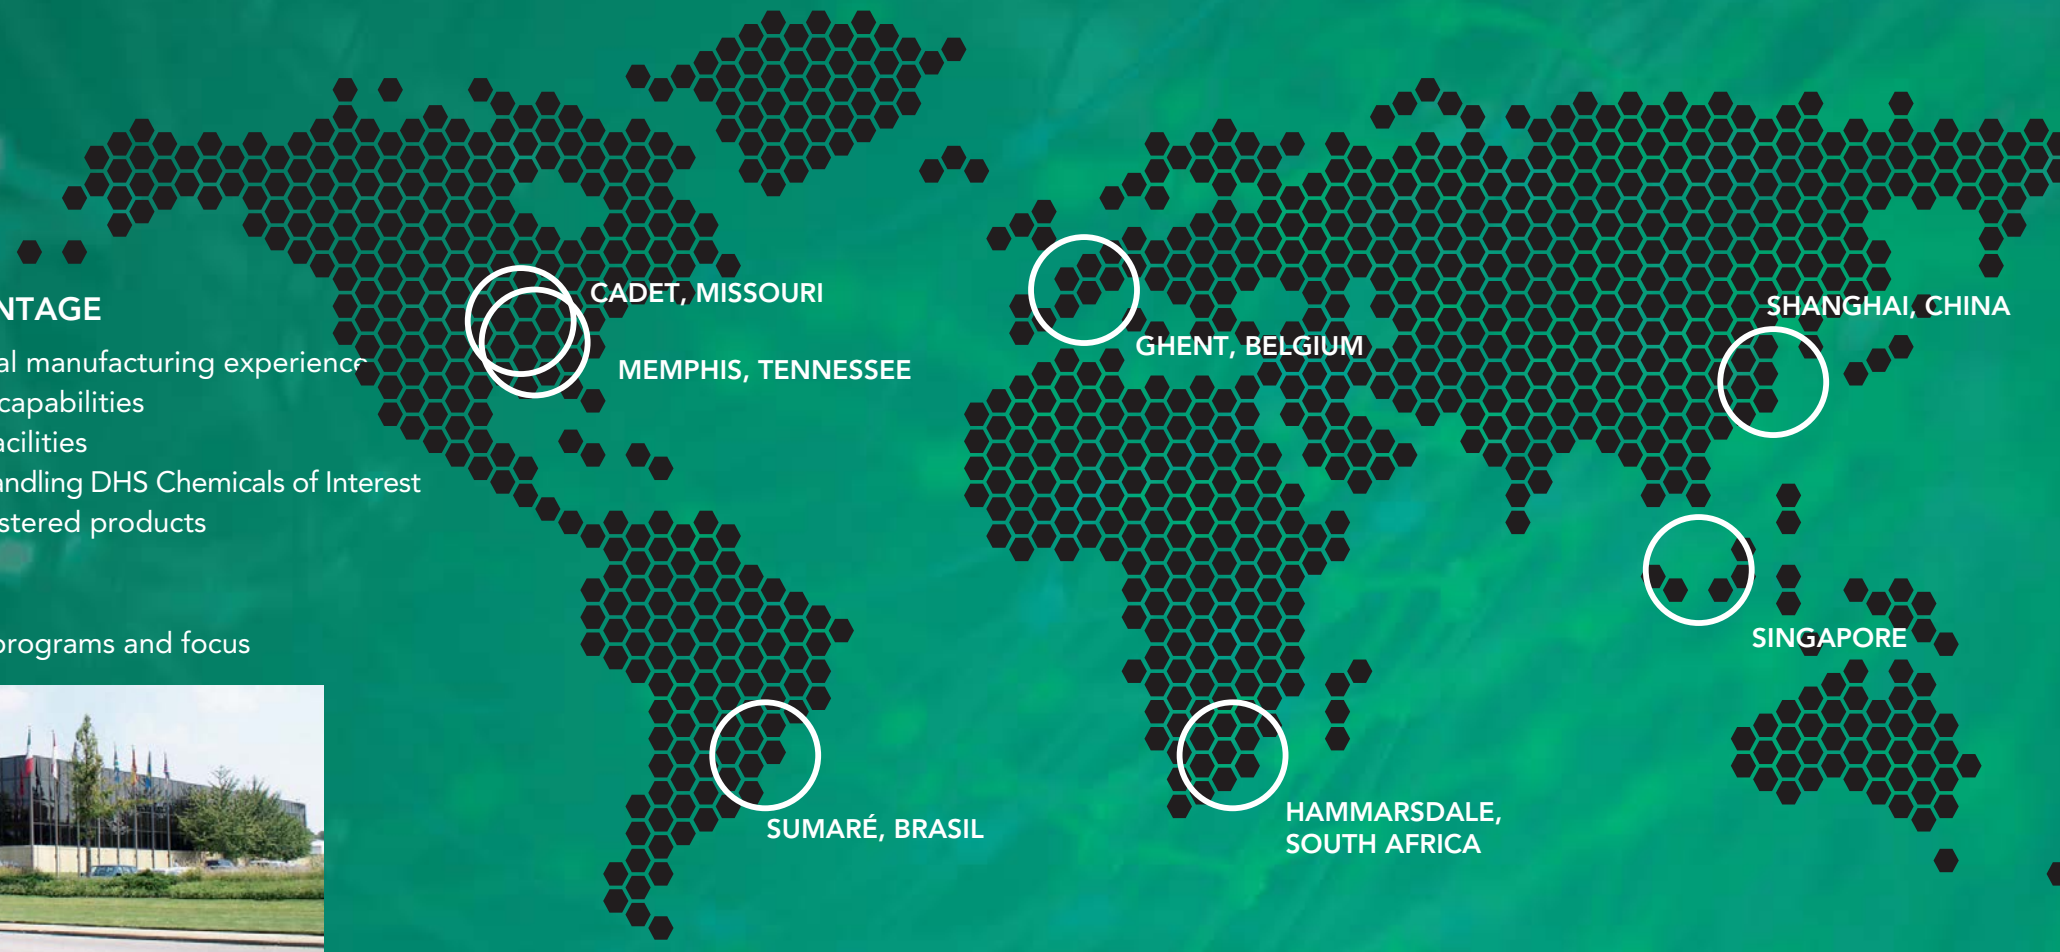 NTAGE
al manufacturing experience
capabilities
acilities
andling DHS Chemicals of Interest
stered products
programs and focus
CADET, MISSOURI
MEMPHIS, TENNESSEE
GHENT, BELGIUM
SHANGHAI, CHINA
SINGAPORE
SUMARÉ, BRASIL
HAMMARSDALE,
SOUTH AFRICA